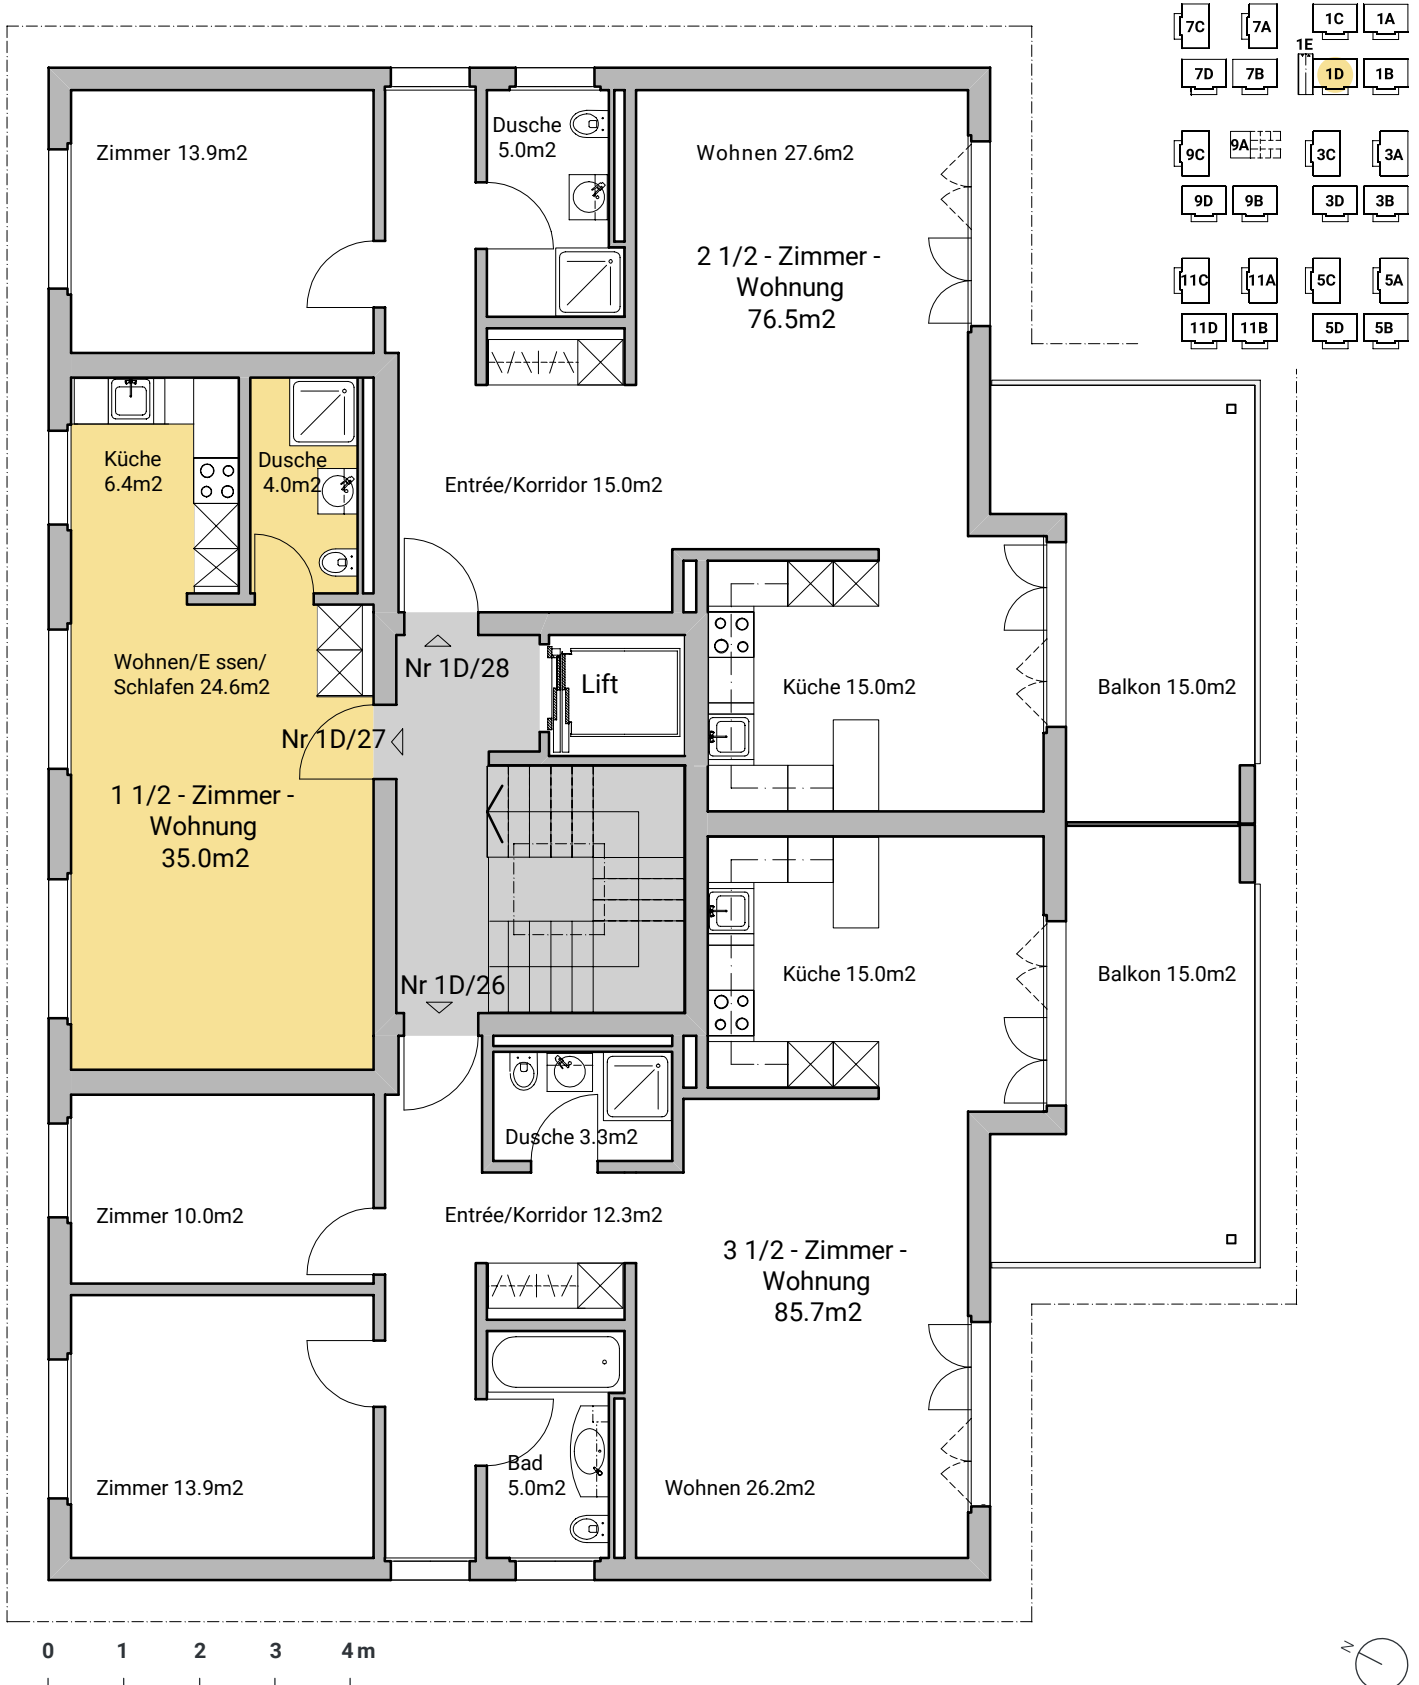 7C
7A
1C
1A
1E
7D
7B
1D
1B
9C
9A
3C
3A
9D
9B
3D
3B
11C
11A
5C
5A
11D
11B
5D
5B
Zimmer 13.9m2
Dusche
5.0m2
Wohnen 27.6m2
2 1/2 - Zimmer -
Wohnung
76.5m2
Küche
6.4m2
Dusche
4.0m2
Entrée/Korridor 15.0m2
Wohnen/E ssen/
Schlafen 24.6m2
Nr 1D/28
Lift
Küche 15.0m2
Balkon 15.0m2
Nr 1D/27
1 1/2 - Zimmer -
Wohnung
35.0m2
Nr 1D/26
Küche 15.0m2
Balkon 15.0m2
Dusche 3.3m2
Zimmer 10.0m2
Entrée/Korridor 12.3m2
3 1/2 - Zimmer -
Wohnung
85.7m2
Zimmer 13.9m2
Bad
5.0m2
Wohnen 26.2m2
0 1 2 3 4 m
N